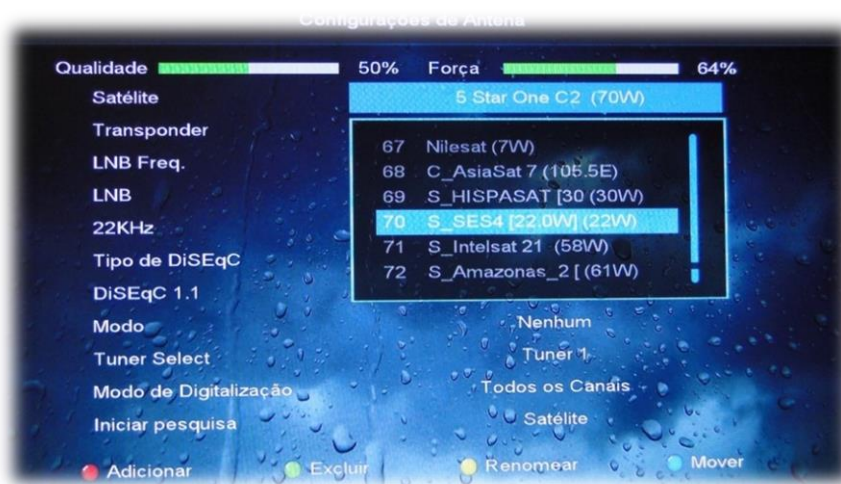 Configurações de Antena
Qualidade 50% Força 64%
Satélite 5 Star One C2 (70W)
Transponder
67 Nilesat (7W)
LNB Freq.
68 C_AsiaSat 7 (105.5E)
LNB
69 S_HISPASAT [30 (30W)
22KHz
70 S_SES4 [22.0W] (22W)
71 S_Intelsat 21 (58W)
Tipo de DiSEqC
72 S_Amazonas_2 [ (61W)
DiSEqC 1.1
Modo Nenhum
Tuner Select Tuner 1
Modo de Digitalização Todos os Canais
Iniciar pesquisa Satélite
Adicionar Excluir Renomear Mover